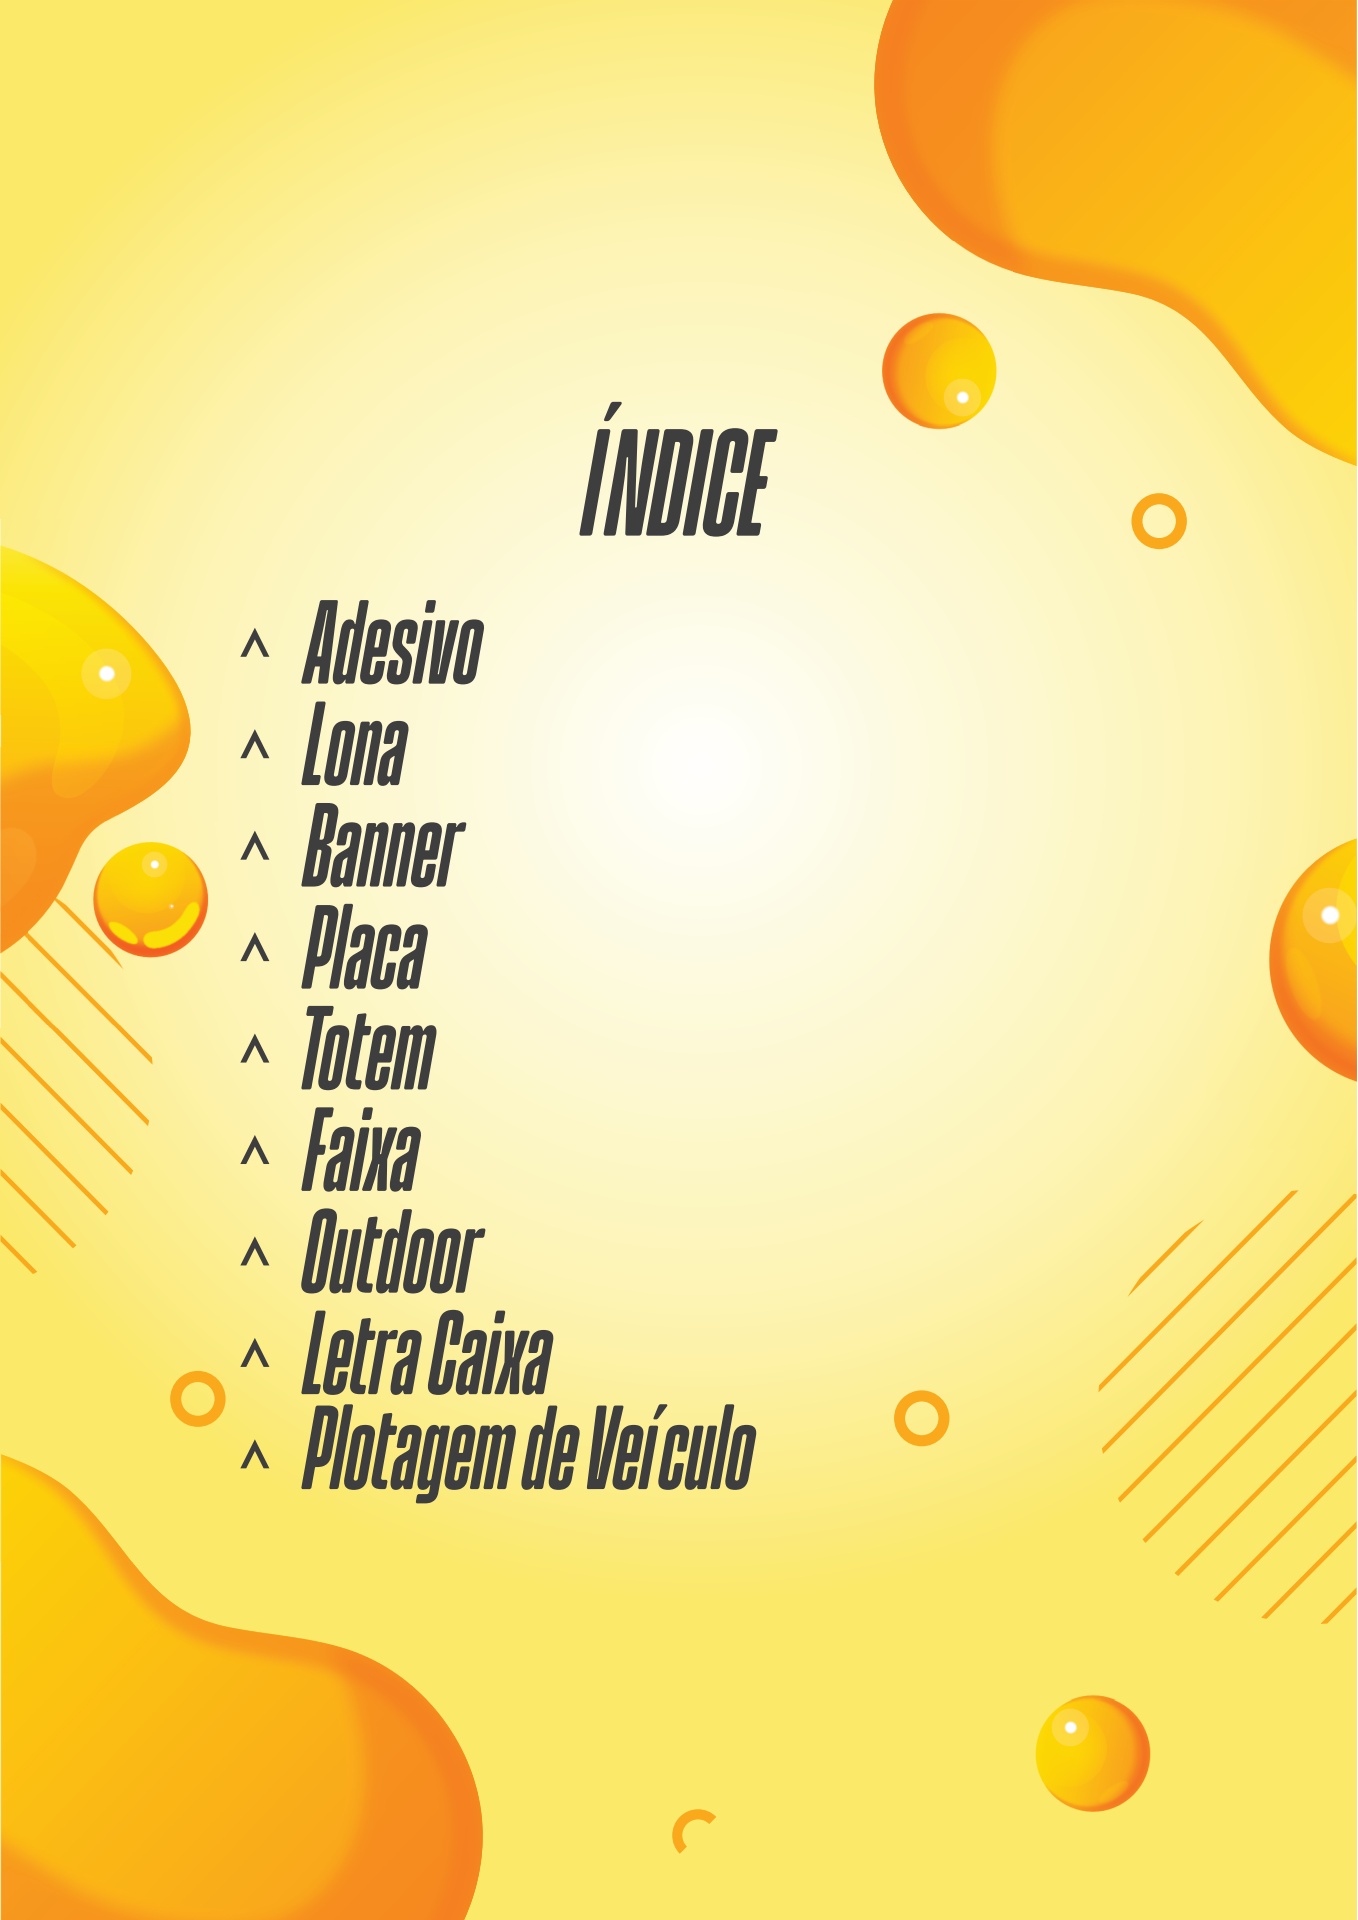 ÍNDICE
^ Adesivo
^ Lona
^ Banner
^ Placa
^ Totem
^ Faixa
^ Outdoor
^ Letra Caixa
^ Plotagem de Veículo